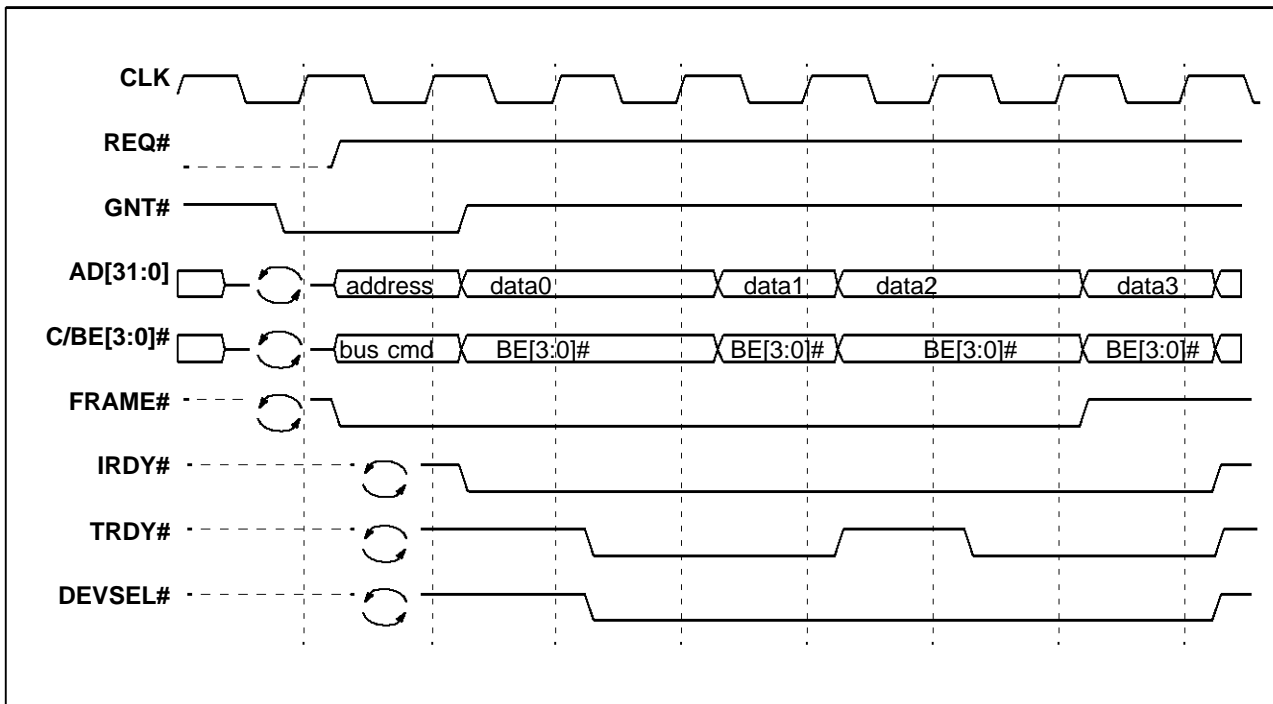 CLK
REQ#
GNT#
AD[31:0]
address data0 data1 data2 data3
C/BE[3:0]#
bus cmd BE[3:0]# BE[3:0]# BE[3:0]# BE[3:0]#
FRAME#
IRDY#
TRDY#
DEVSEL#